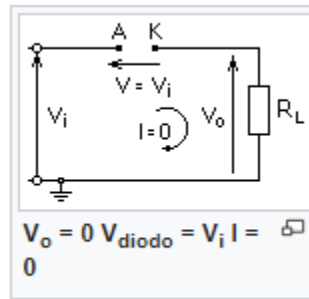 A K
V = Vi
Vi
I = 0
Vo
RL
Vo = 0 Vdiodo = Vi I =
0